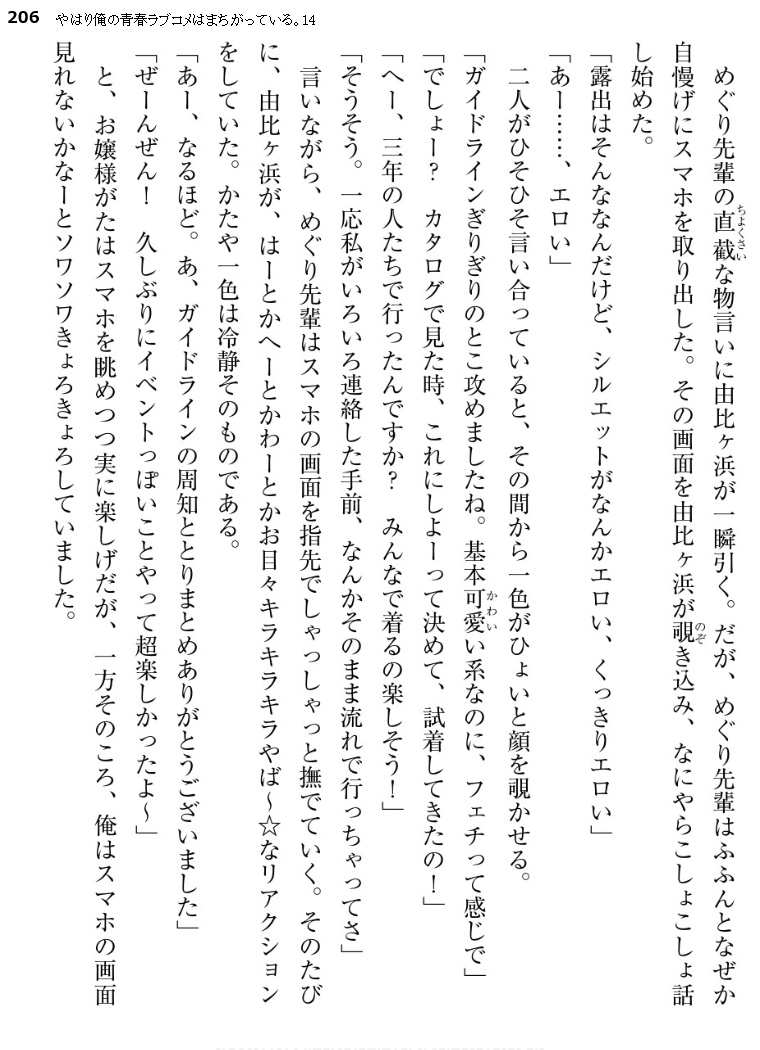 206 やはり俺の青春ラブコメはまちがっている。14
めぐり先輩の直截な物言いに由比ヶ浜が一瞬引く。だが、めぐり先輩はふふんとなぜか
ちょくさい
自慢げにスマホを取り出した。その画面を由比ヶ浜が覗き込み、なにやらこしょこしょ話
のぞ
し始めた。
「露出はそんななんだけど、シルエットがなんかエロい、くっきりエロい」
「あー……、エロい」
二人がひそひそ言い合っていると、その間から一色がひょいと顔を覗かせる。
「ガイドラインぎりぎりのとこ攻めましたね。基本可愛い系なのに、フェチって感じで」
かわい
「でしょー？　カタログで見た時、これにしよーって決めて、試着してきたの！」
「へー、三年の人たちで行ったんですか？　みんなで着るの楽しそう！」
「そうそう。一応私がいろいろ連絡した手前、なんかそのまま流れで行っちゃってさ」
言いながら、めぐり先輩はスマホの画面を指先でしゃっしゃっと撫でていく。そのたび
に、由比ヶ浜が、はーとかへーとかわーとかお目々キラキラキラやば～☆なリアクション
をしていた。かたや一色は冷静そのものである。
「あー、なるほど。あ、ガイドラインの周知ととりまとめありがとうございました」
「ぜーんぜん！　久しぶりにイベントっぽいことやって超楽しかったよ～」
と、お嬢様がたはスマホを眺めつつ実に楽しげだが、一方そのころ、俺はスマホの画面
見れないかなーとソワソワきょろきょろしていました。